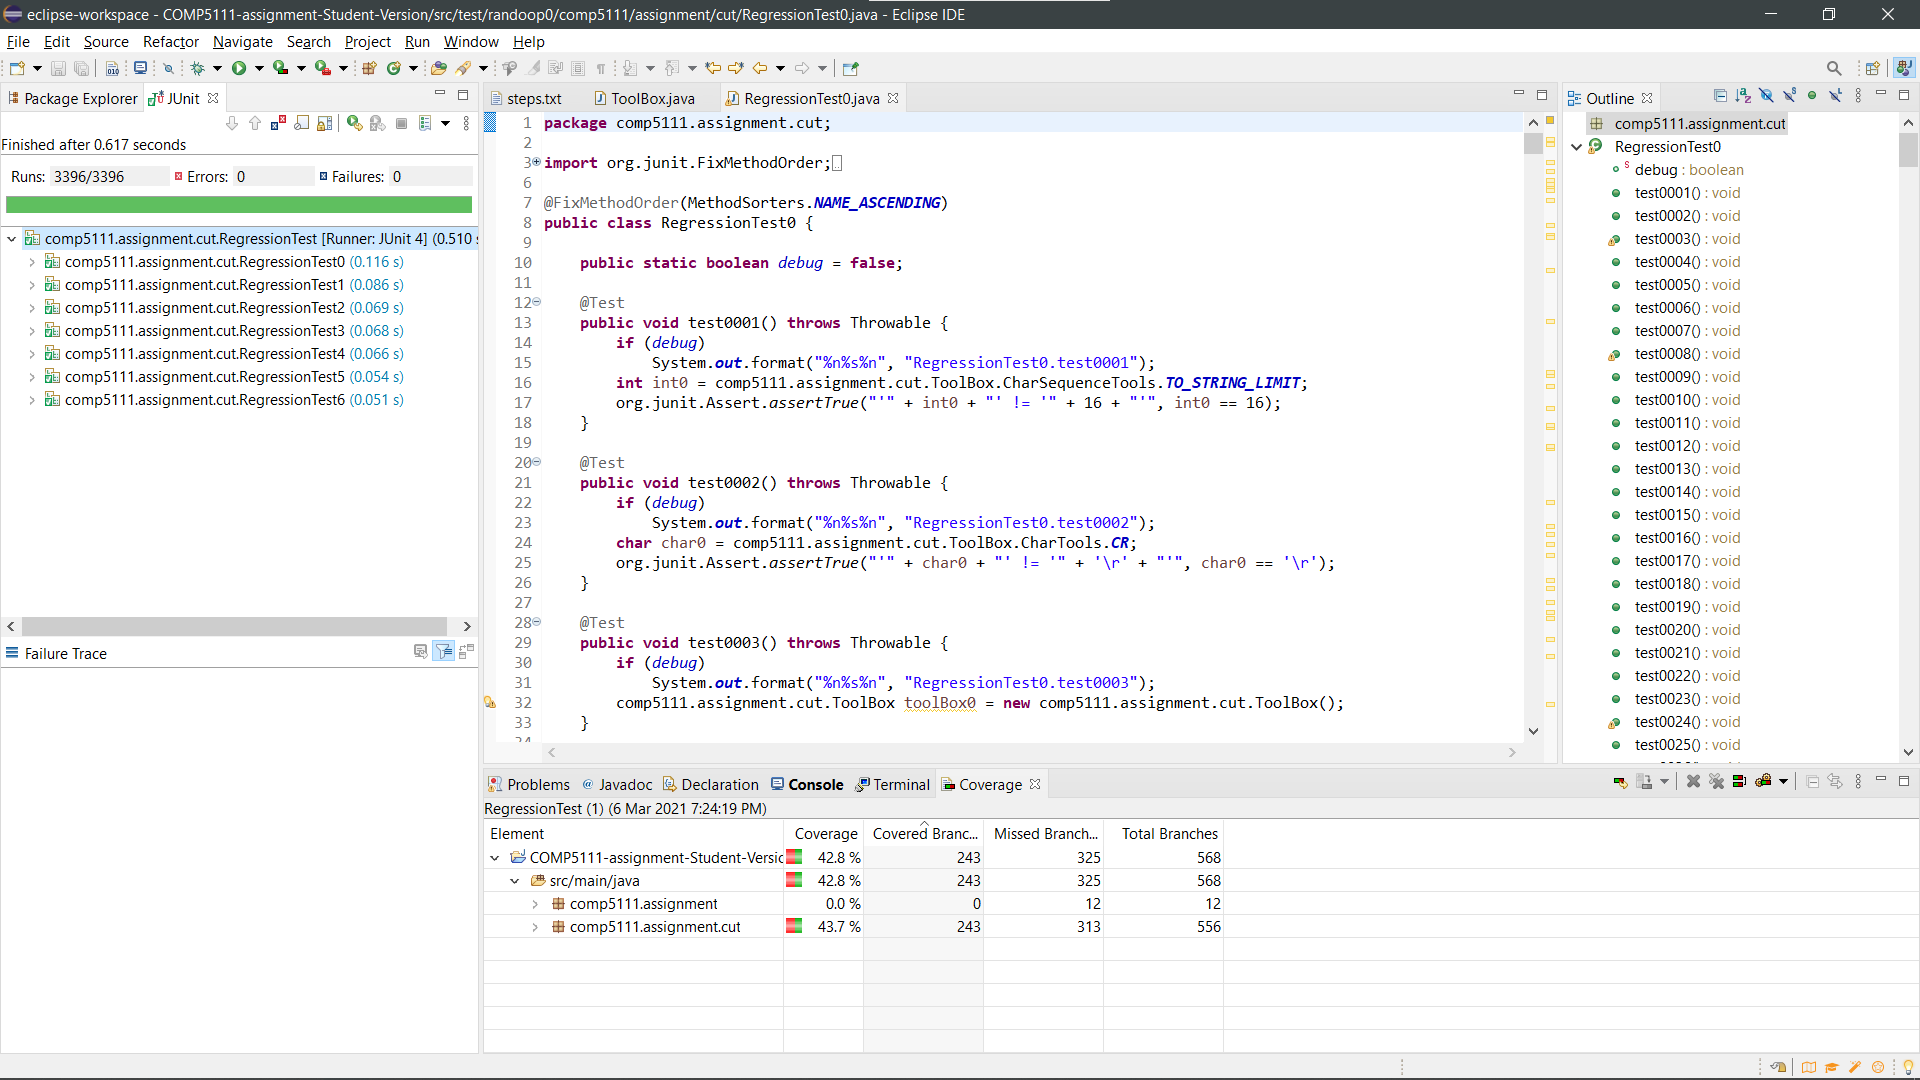 eclipse-workspace - COMP5111-assignment-Student-Version/src/test/randoop0/comp5111/assignment/cut/RegressionTest0.java - Eclipse IDE
File Edit Source Refactor Navigate Search Project Run Window Help
Package Explorer JUnit
Finished after 0.617 seconds
Runs: 3396/3396 Errors: 0 Failures: 0
comp5111.assignment.cut.RegressionTest [Runner: JUnit 4] (0.510 s
comp5111.assignment.cut.RegressionTest0 (0.116 s)
comp5111.assignment.cut.RegressionTest1 (0.086 s)
comp5111.assignment.cut.RegressionTest2 (0.069 s)
comp5111.assignment.cut.RegressionTest3 (0.068 s)
comp5111.assignment.cut.RegressionTest4 (0.066 s)
comp5111.assignment.cut.RegressionTest5 (0.054 s)
comp5111.assignment.cut.RegressionTest6 (0.051 s)
Failure Trace
steps.txt ToolBox.java RegressionTest0.java
1 package comp5111.assignment.cut;
2
3 import org.junit.FixMethodOrder;
6
7 @FixMethodOrder(MethodSorters.NAME_ASCENDING)
8 public class RegressionTest0 {
9
10 public static boolean debug = false;
11
12 @Test
13 public void test0001() throws Throwable {
14 if (debug)
15 System.out.format("%n%s%n", "RegressionTest0.test0001");
16 int int0 = comp5111.assignment.cut.ToolBox.CharSequenceTools.TO_STRING_LIMIT;
17 org.junit.Assert.assertTrue("'" + int0 + "' != '" + 16 + "'", int0 == 16);
18 }
19
20 @Test
21 public void test0002() throws Throwable {
22 if (debug)
23 System.out.format("%n%s%n", "RegressionTest0.test0002");
24 char char0 = comp5111.assignment.cut.ToolBox.CharTools.CR;
25 org.junit.Assert.assertTrue("'" + char0 + "' != '" + '\r' + "'", char0 == '\r');
26 }
27
28 @Test
29 public void test0003() throws Throwable {
30 if (debug)
31 System.out.format("%n%s%n", "RegressionTest0.test0003");
32 comp5111.assignment.cut.ToolBox toolBox0 = new comp5111.assignment.cut.ToolBox();
33 }
Outline
comp5111.assignment.cut
RegressionTest0
debug : boolean
test0001() : void
test0002() : void
test0003() : void
test0004() : void
test0005() : void
test0006() : void
test0007() : void
test0008() : void
test0009() : void
test0010() : void
test0011() : void
test0012() : void
test0013() : void
test0014() : void
test0015() : void
test0016() : void
test0017() : void
test0018() : void
test0019() : void
test0020() : void
test0021() : void
test0022() : void
test0023() : void
test0024() : void
test0025() : void
Problems Javadoc Declaration Console Terminal Coverage
RegressionTest (1) (6 Mar 2021 7:24:19 PM)
Element Coverage Covered Branc... Missed Branch... Total Branches
COMP5111-assignment-Student-Versic 42.8 % 243 325 568
src/main/java 42.8 % 243 325 568
comp5111.assignment 0.0 % 0 12 12
comp5111.assignment.cut 43.7 % 243 313 556